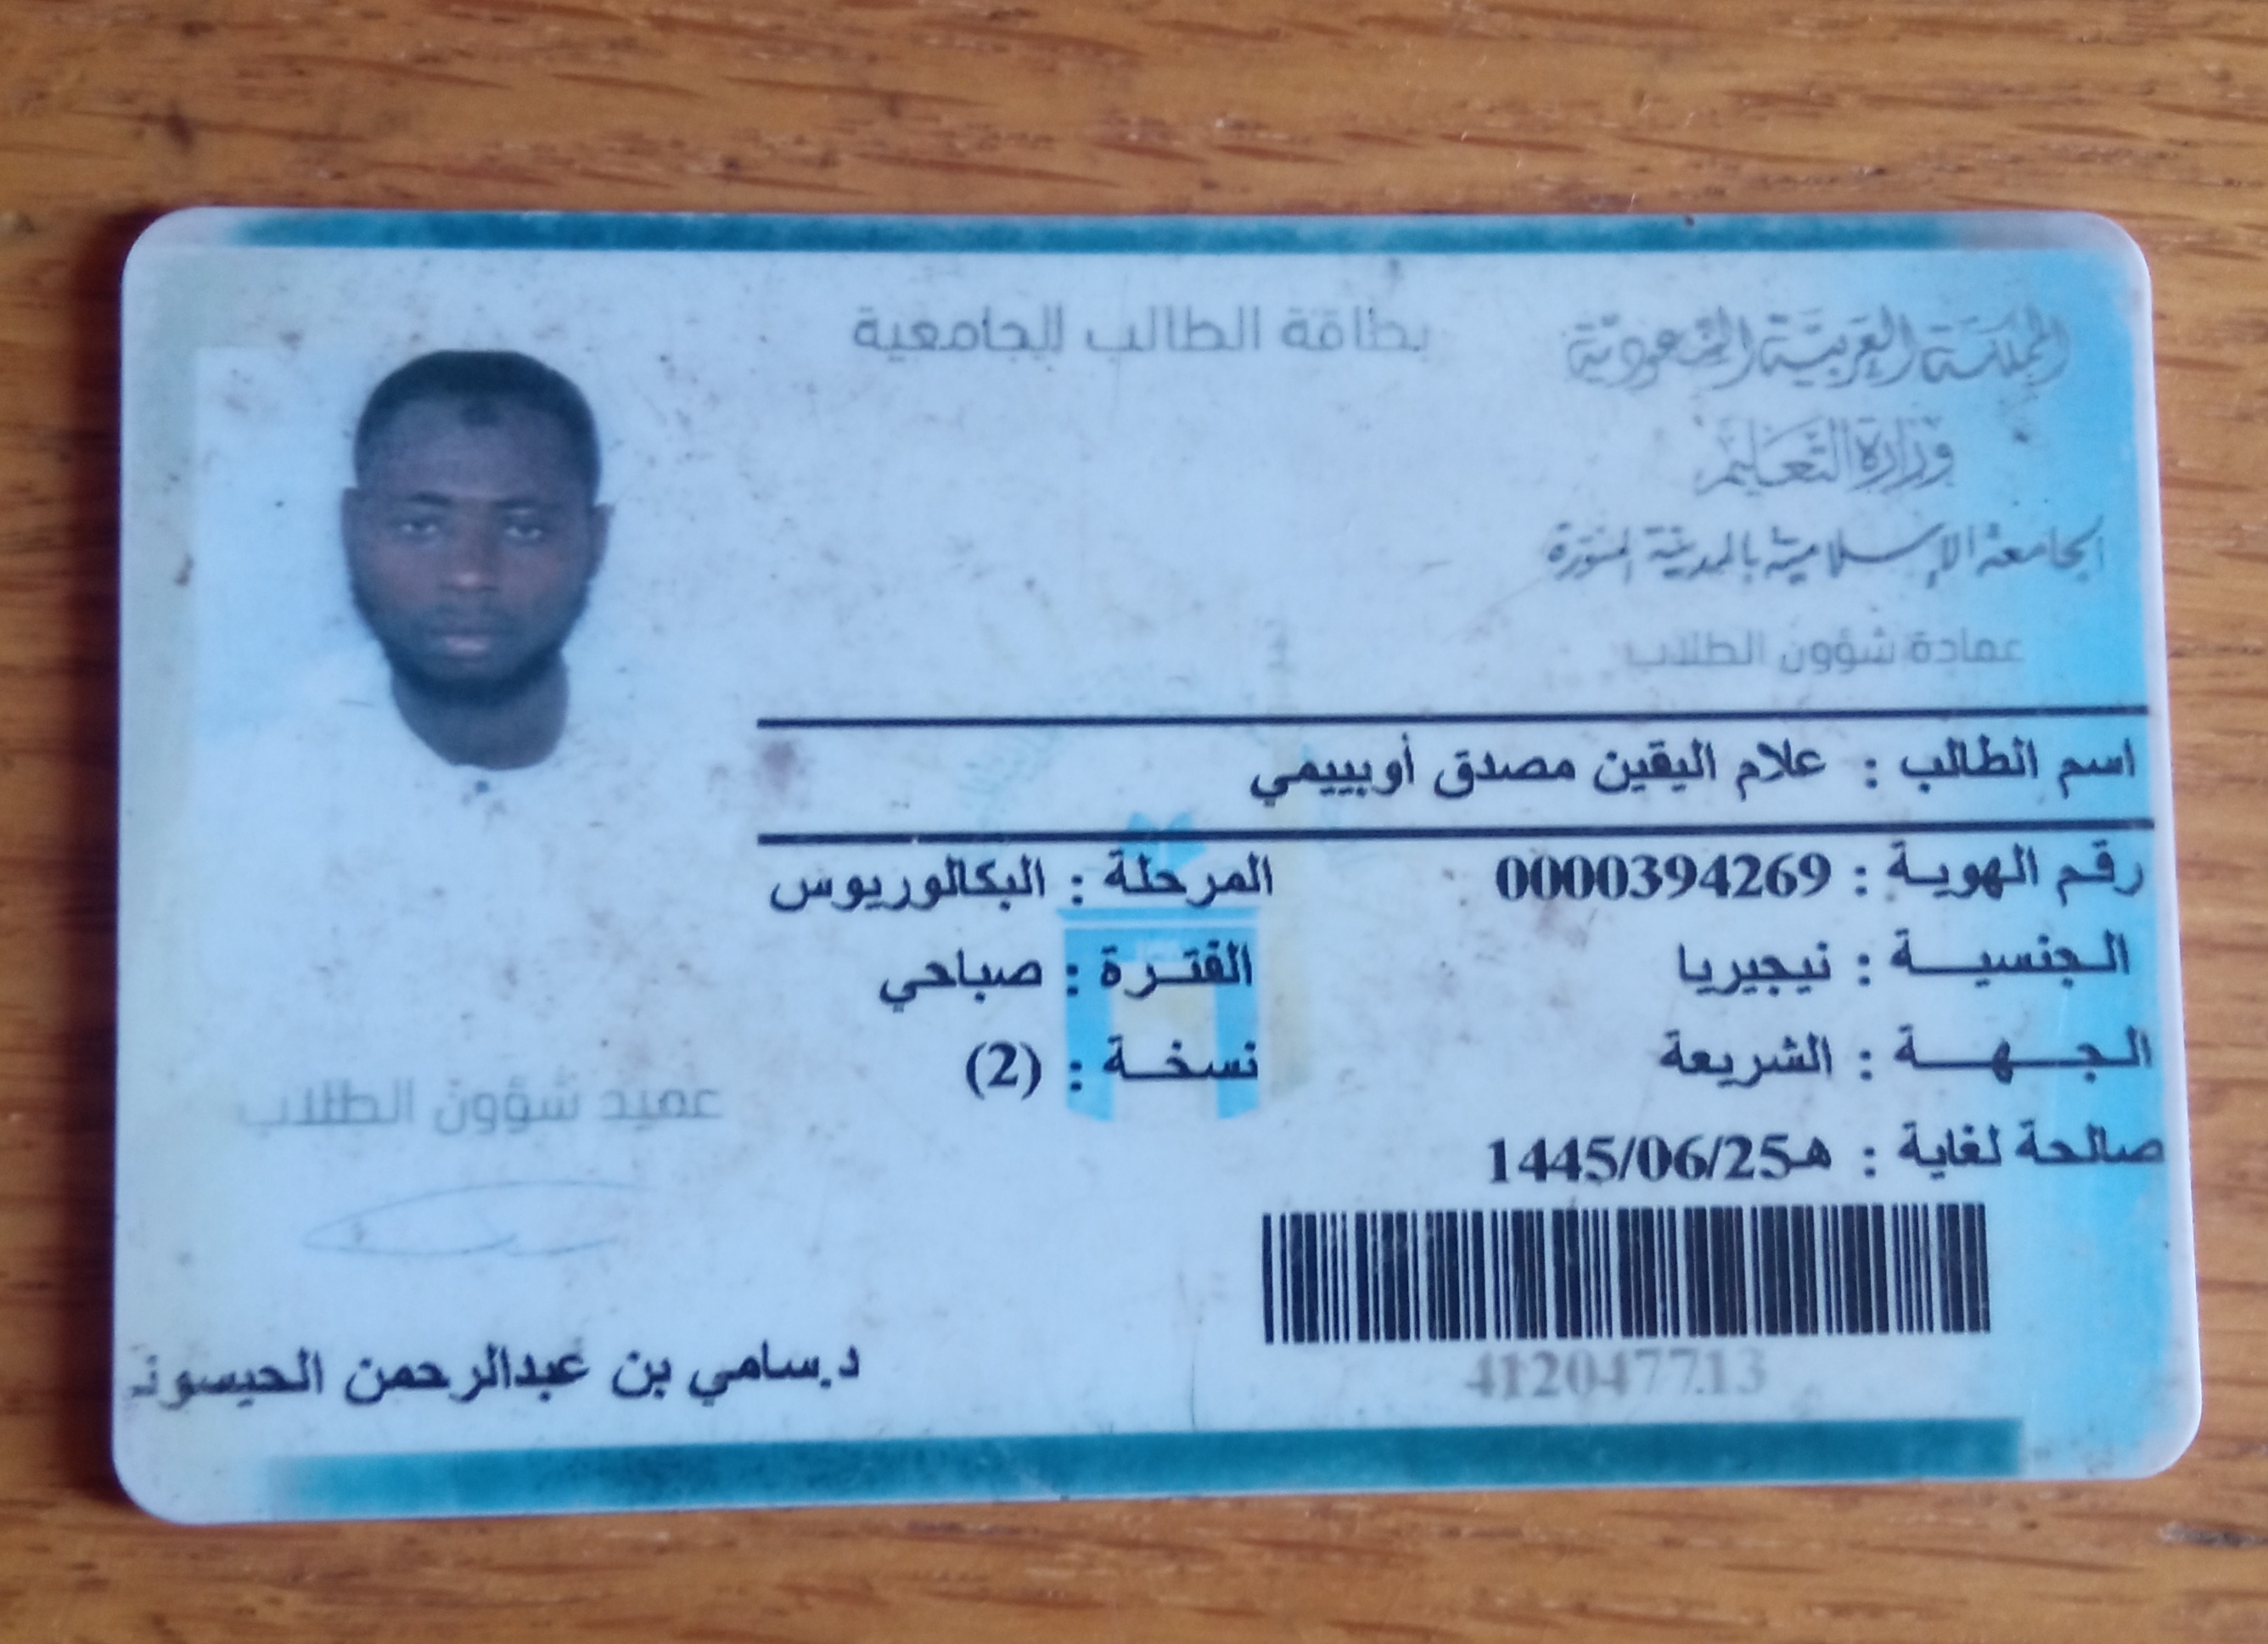 المملكة العربية السعودية
وزارة التعليم
الجامعة الإسلامية بالمدينة المنورة
عمادة شؤون الطلاب
بطاقة الطالب الجامعية
اسم الطالب : علام اليقين مصدق أوبييمي
رقم الهوية : 0000394269
المرحلة : البكالوريوس
الجنسية : نيجيريا
الفترة : صباحي
الجهة : الشريعة
نسخة : (2)
صالحة لغاية : 1445/06/25هـ
412047713
عميد شؤون الطلاب
د.سامي بن عبدالرحمن